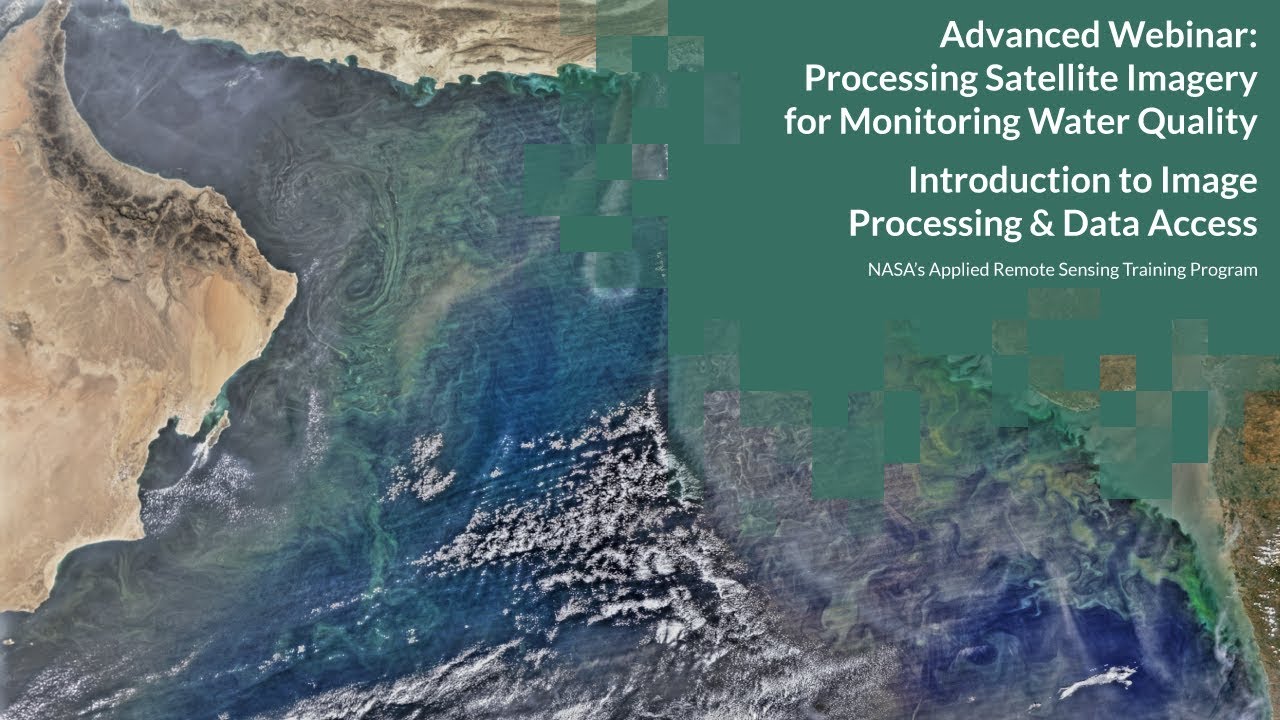 Advanced Webinar:
Processing Satellite Imagery
for Monitoring Water Quality
Introduction to Image
Processing & Data Access
NASA's Applied Remote Sensing Training Program